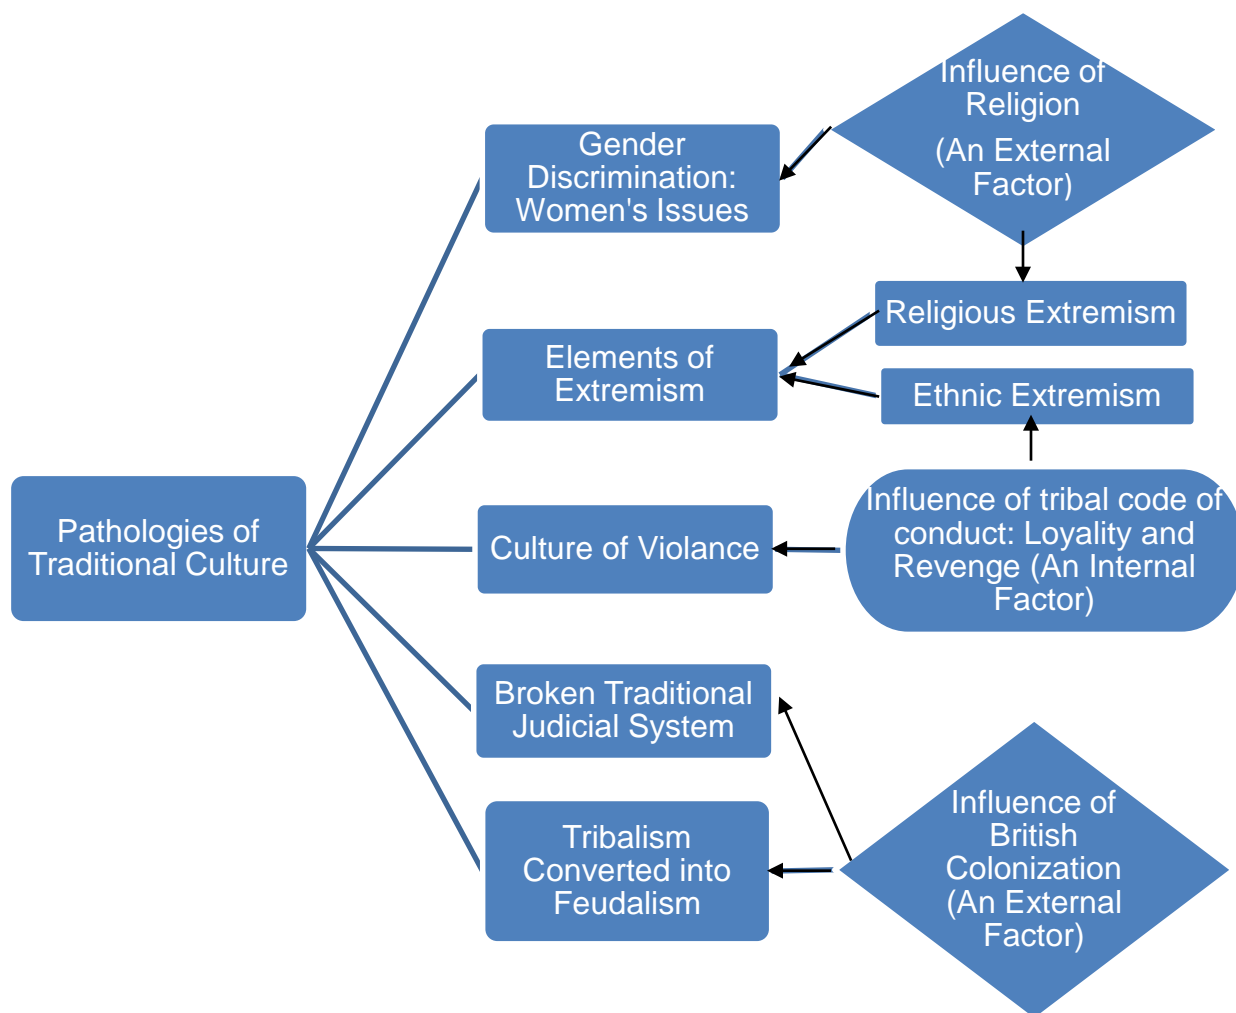 Pathologies of
Traditional Culture
Gender
Discrimination:
Women's Issues
Elements of
Extremism
Culture of Violance
Broken Traditional
Judicial System
Tribalism
Converted into
Feudalism
Influence of
Religion
(An External
Factor)
Religious Extremism
Ethnic Extremism
Influence of tribal code of
conduct: Loyality and
Revenge (An Internal
Factor)
Influence of
British
Colonization
(An External
Factor)